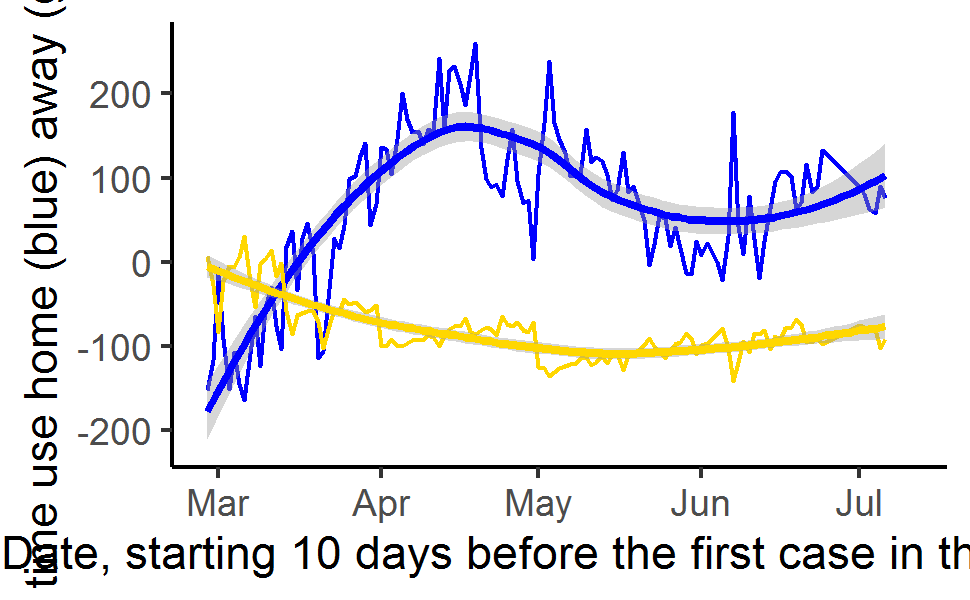 time use home (blue) away (
200
100
0
-100
-200
Mar Apr May Jun Jul
Date, starting 10 days before the first case in th